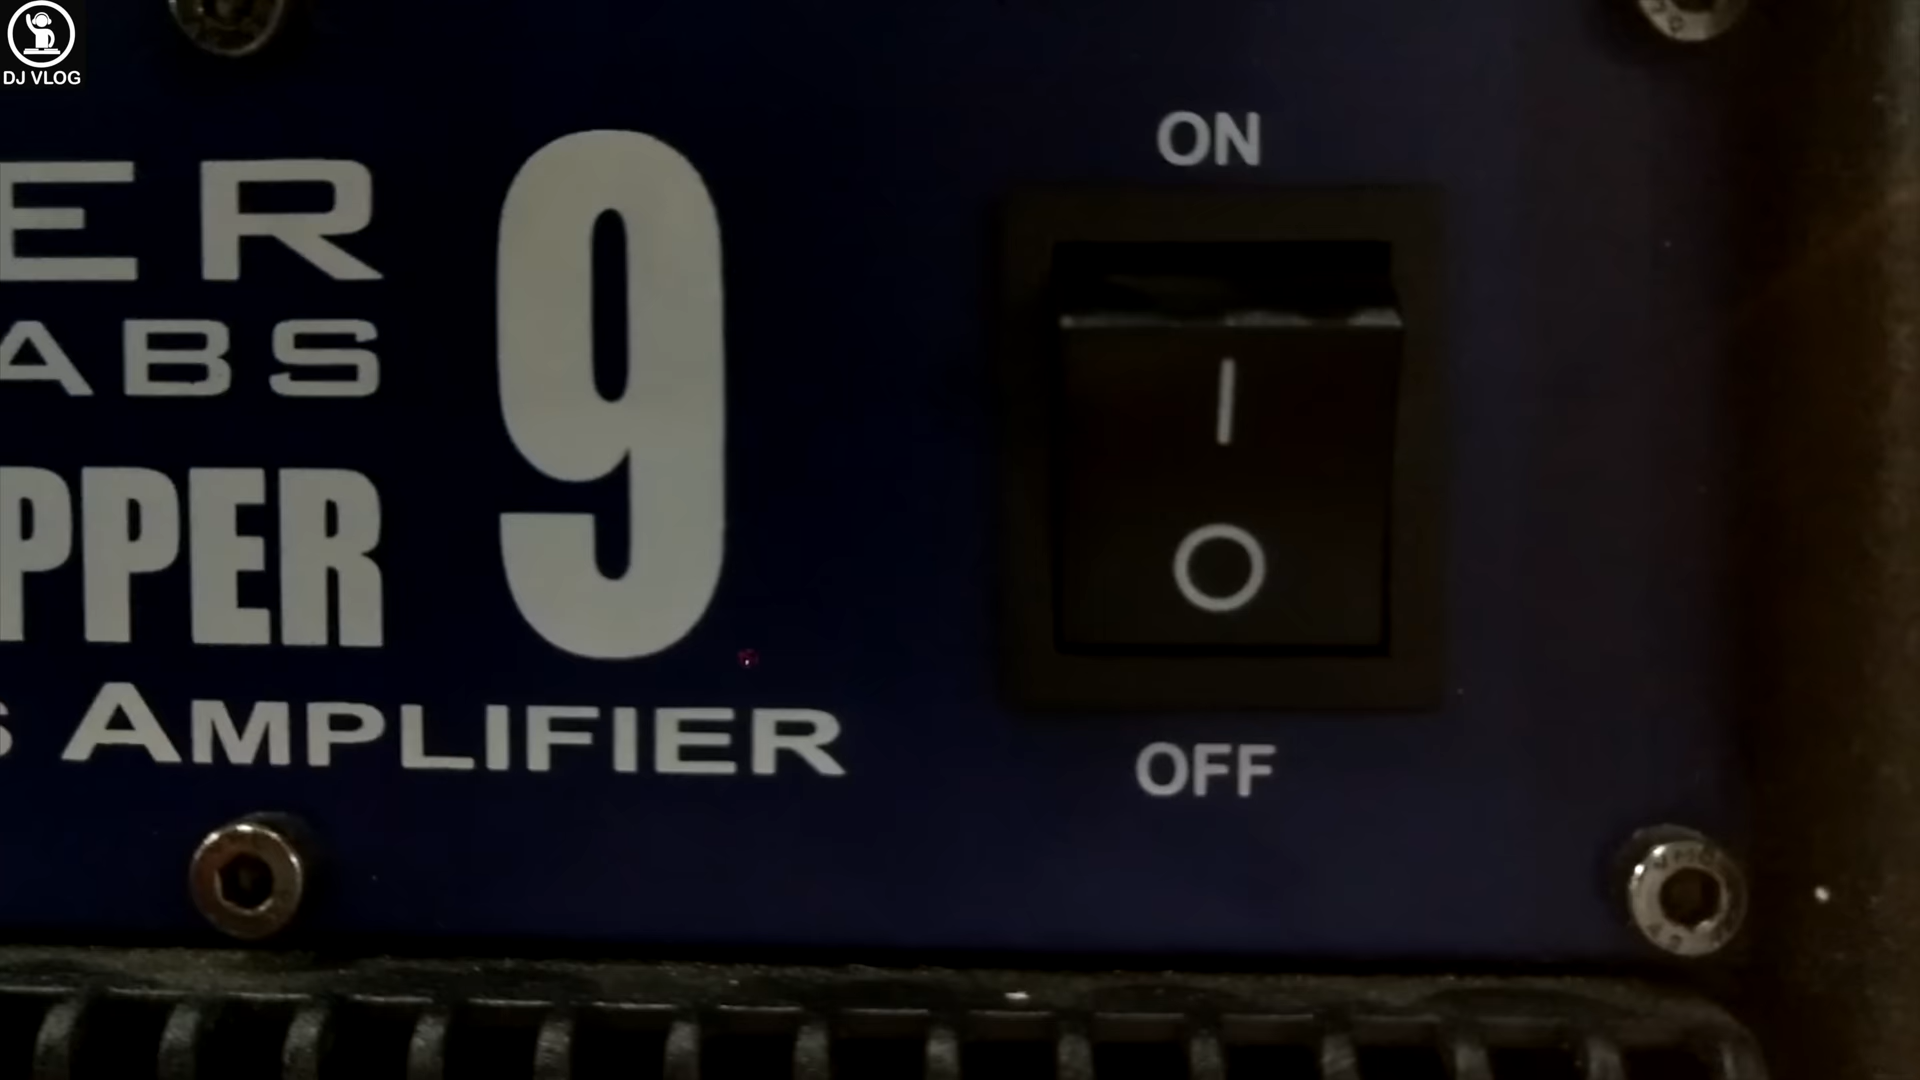 DJ VLOG
ER
ABS
PPER 9
S AMPLIFIER
ON
I
O
OFF